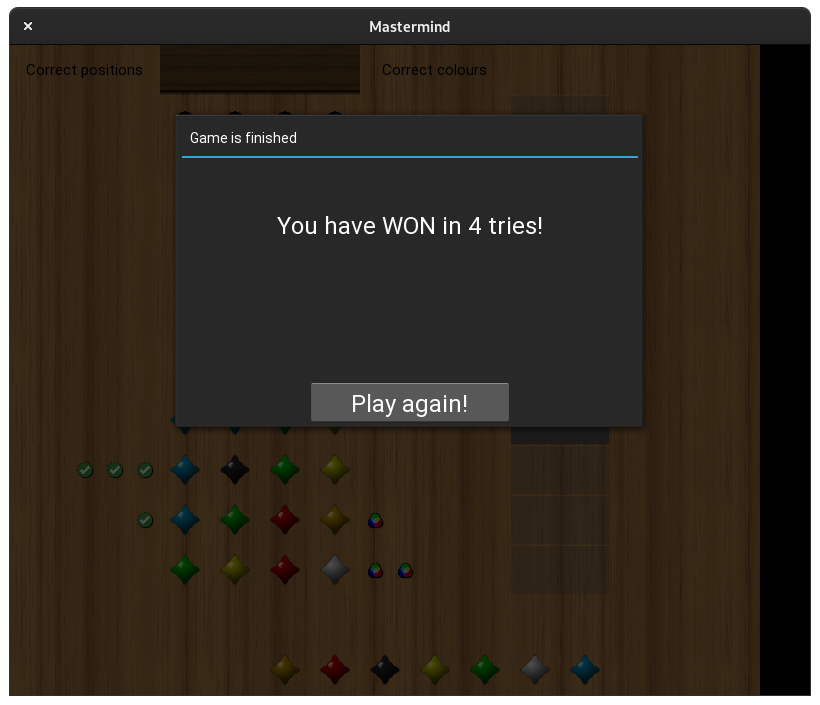 Mastermind
Correct positions
Correct colours
Game is finished
You have WON in 4 tries!
Play again!